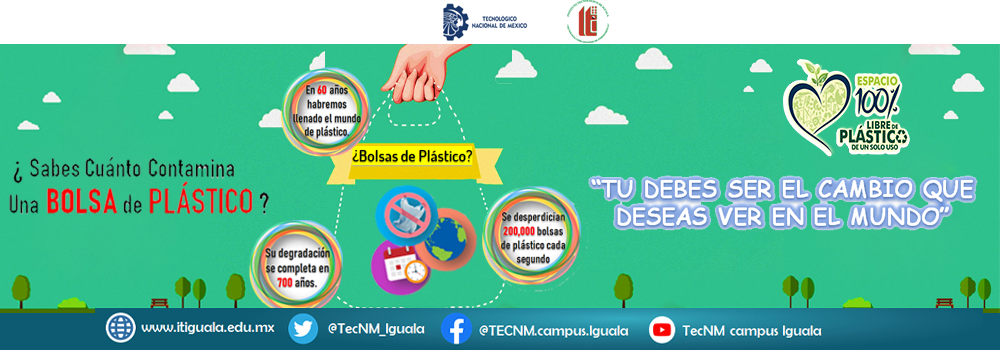 TECNOLÓGICO
NACIONAL DE MÉXICO
¿ Sabes Cuánto Contamina
Una BOLSA de PLÁSTICO ?
En 60 años
habremos
llenado el mundo
de plástico.
¿Bolsas de Plástico?
Su degradación
se completa en
700 años.
Se desperdician
200,000 bolsas
de plástico cada
segundo
ESPACIO
100%
LIBRE DE
PLÁSTICO
DE UN SOLO USO
“TU DEBES SER EL CAMBIO QUE
DESEAS VER EN EL MUNDO”
www.itiguala.edu.mx
@TecNM_Iguala
@TECNM.campus.Iguala
TecNM campus Iguala